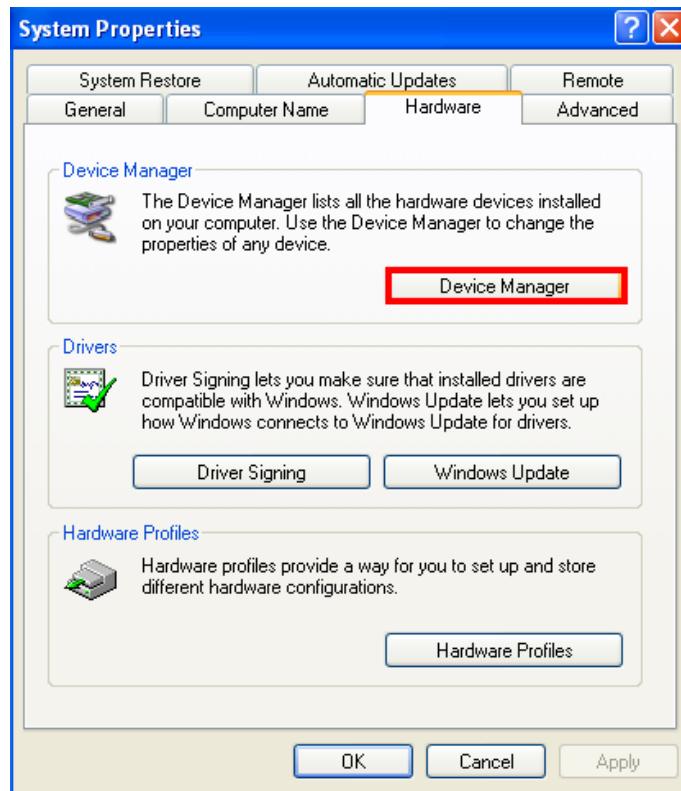 System Properties
System Restore Automatic Updates Remote
General Computer Name Hardware Advanced
Device Manager
The Device Manager lists all the hardware devices installed
on your computer. Use the Device Manager to change the
properties of any device.
Device Manager
Drivers
Driver Signing lets you make sure that installed drivers are
compatible with Windows. Windows Update lets you set up
how Windows connects to Windows Update for drivers.
Driver Signing Windows Update
Hardware Profiles
Hardware profiles provide a way for you to set up and store
different hardware configurations.
Hardware Profiles
OK Cancel Apply